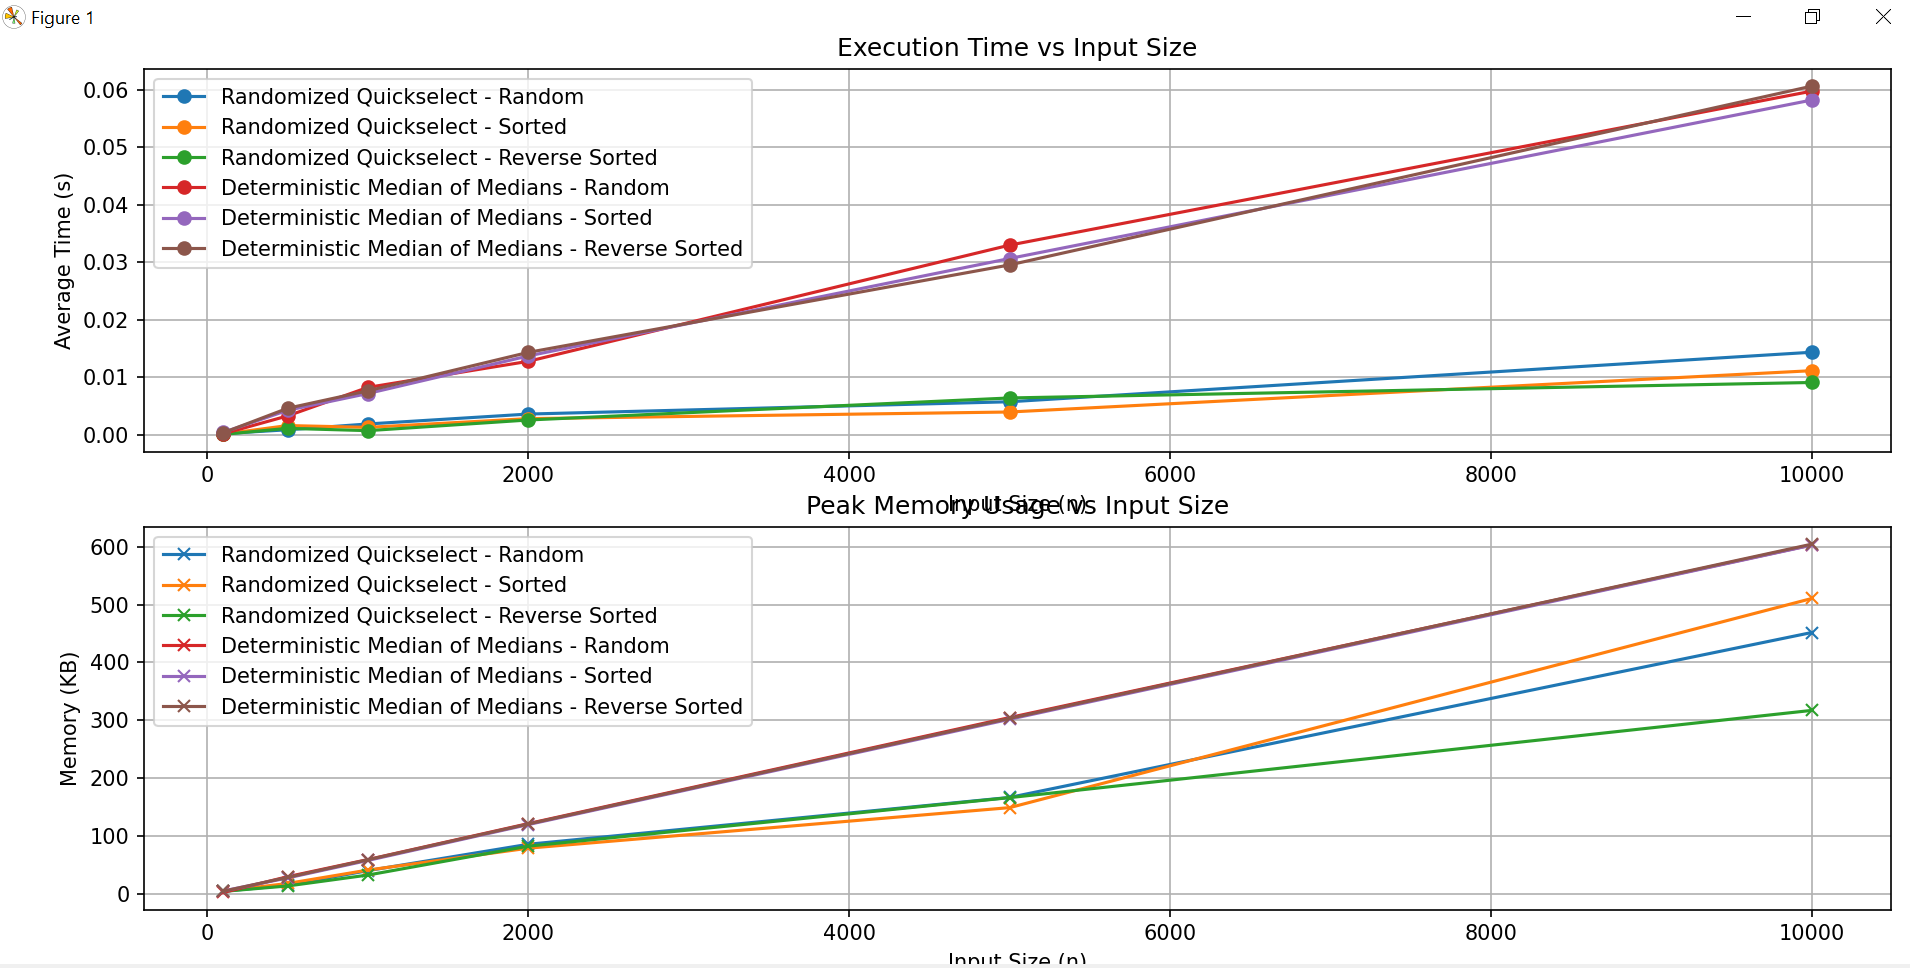 Figure 1
Execution Time vs Input Size
0.06
0.05
0.04
0.03
0.02
0.01
0.00
Average Time (s)
Randomized Quickselect - Random
Randomized Quickselect - Sorted
Randomized Quickselect - Reverse Sorted
Deterministic Median of Medians - Random
Deterministic Median of Medians - Sorted
Deterministic Median of Medians - Reverse Sorted
0 2000 4000 6000 8000 10000
Input Size (n)
Peak Memory Usage vs Input Size
600
500
400
300
200
100
0
Memory (KB)
Randomized Quickselect - Random
Randomized Quickselect - Sorted
Randomized Quickselect - Reverse Sorted
Deterministic Median of Medians - Random
Deterministic Median of Medians - Sorted
Deterministic Median of Medians - Reverse Sorted
0 2000 4000 6000 8000 10000
Input Size (n)